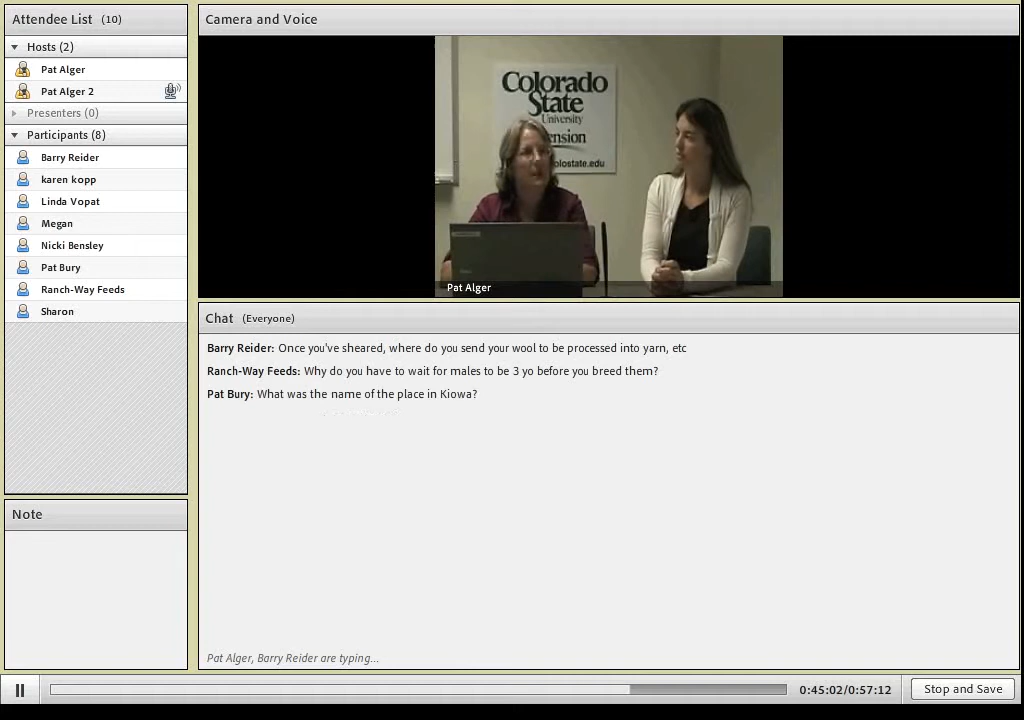 Attendee List (10)
Hosts (2)
Pat Alger
Pat Alger 2
Presenters (0)
Participants (8)
Barry Reider
karen kopp
Linda Vopat
Megan
Nicki Bensley
Pat Bury
Ranch-Way Feeds
Sharon
Note
Camera and Voice
Colorado
State
University
ension
olostate.edu
Pat Alger
Chat (Everyone)
Barry Reider: Once you've sheared, where do you send your wool to be processed into yarn, etc
Ranch-Way Feeds: Why do you have to wait for males to be 3 yo before you breed them?
Pat Bury: What was the name of the place in Kiowa?
Pat Alger, Barry Reider are typing...
0:45:02/0:57:12
Stop and Save